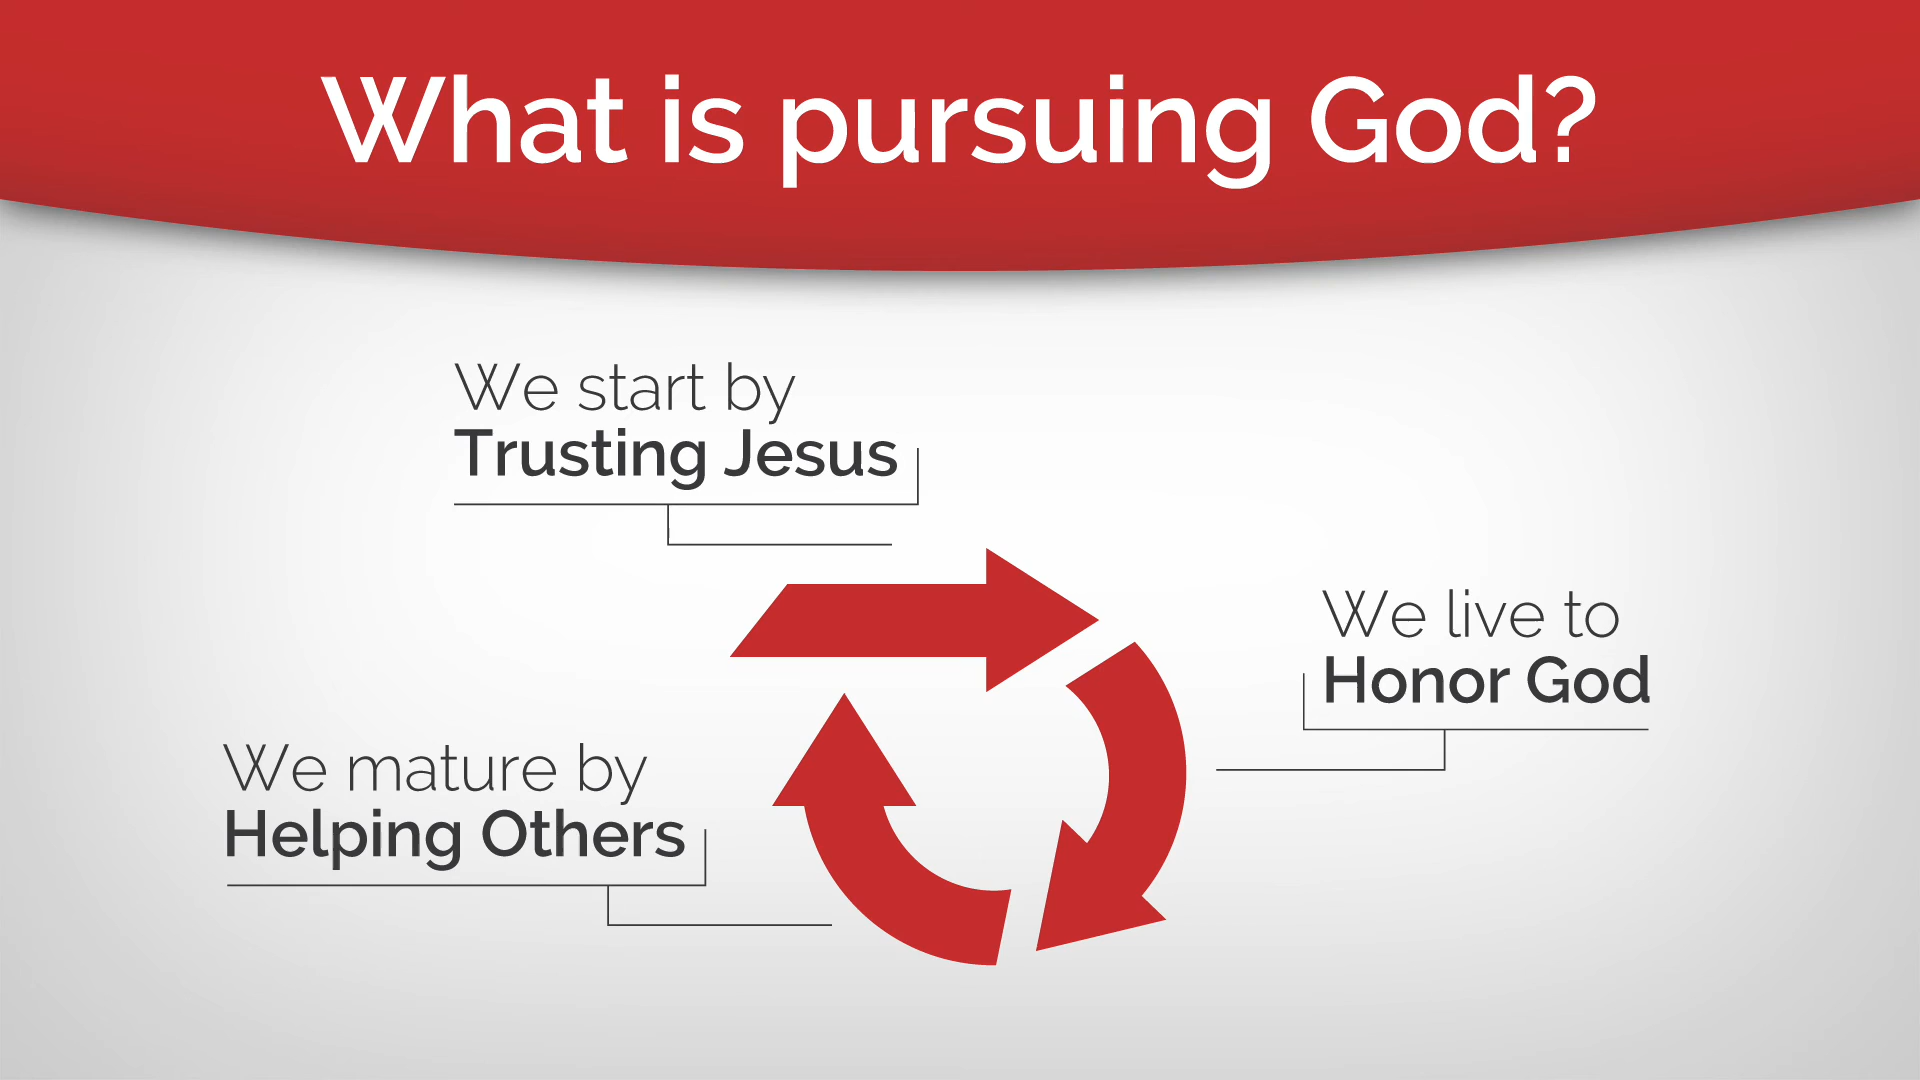 What is pursuing God?
We start by
Trusting Jesus
We live to
Honor God
We mature by
Helping Others